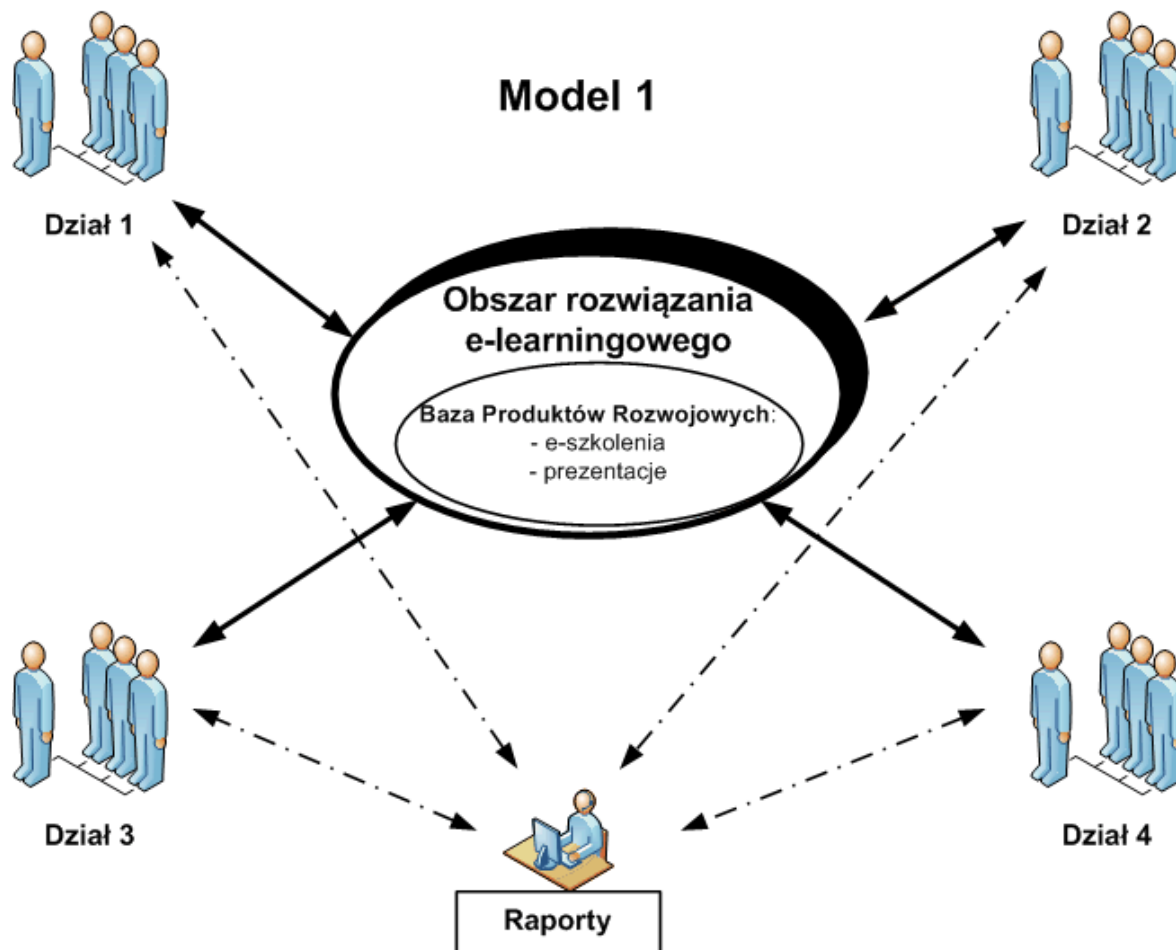 Model 1
Dział 1
Dział 2
Obszar rozwiązania
e-learningowego
Baza Produktów Rozwojowych:
- e-szkolenia
- prezentacje
Dział 3
Dział 4
Raporty